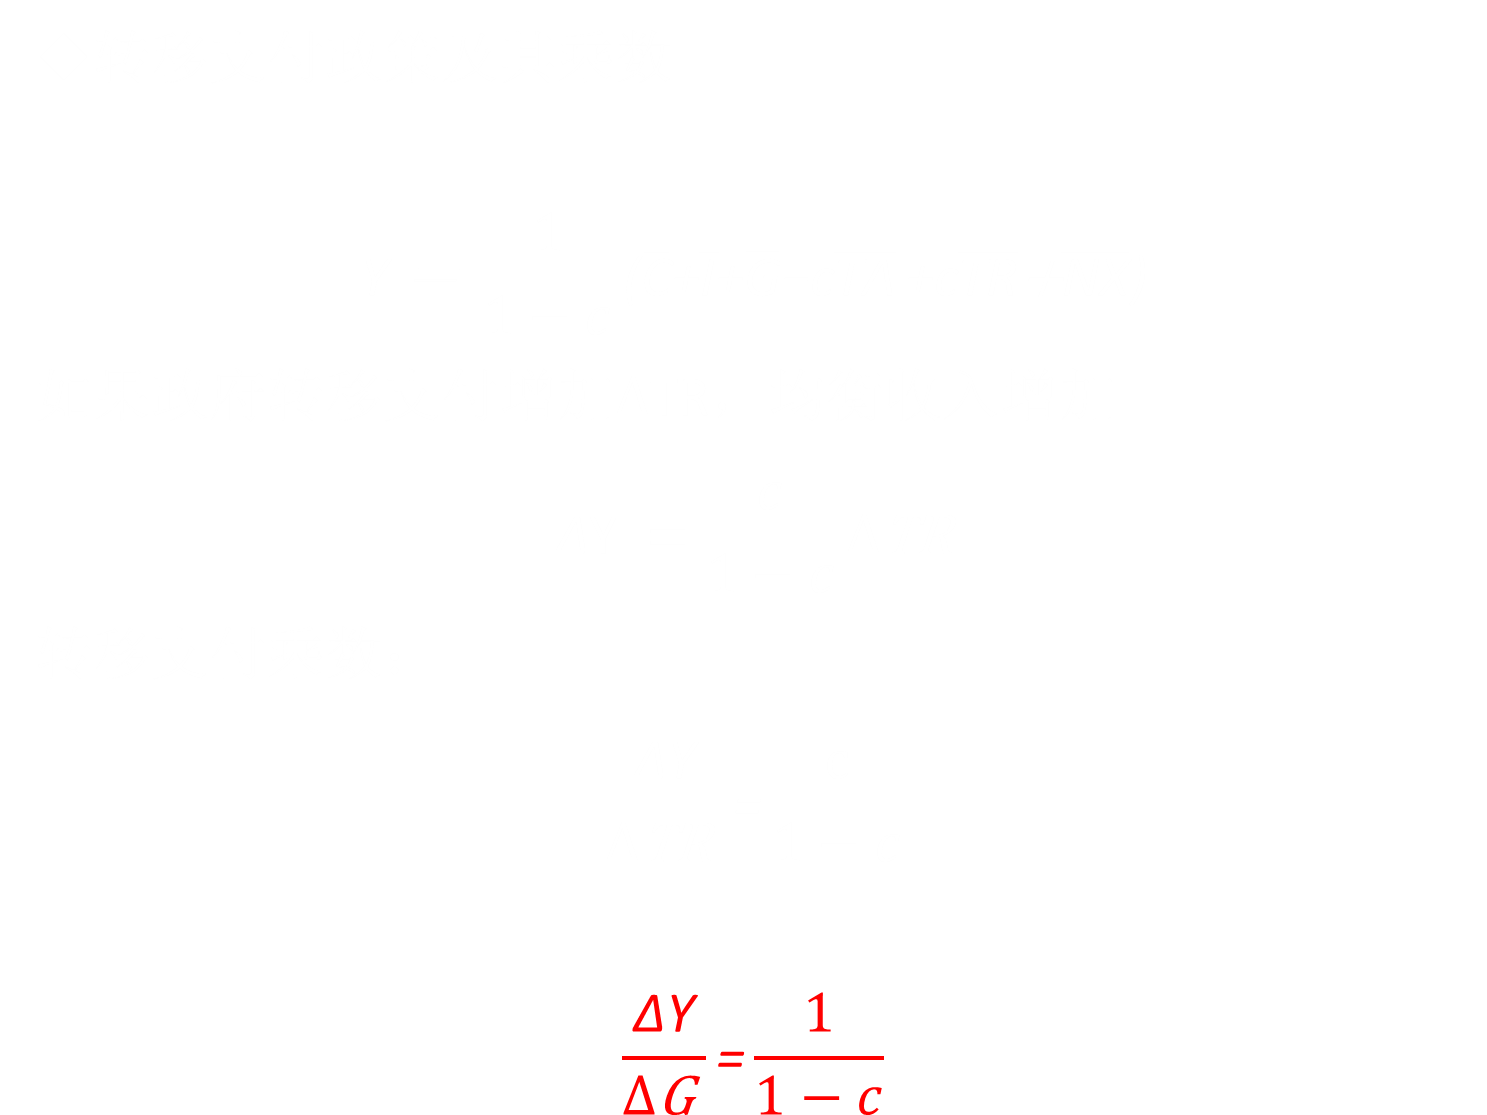 ΔY/ΔG = 1/(1 − c)